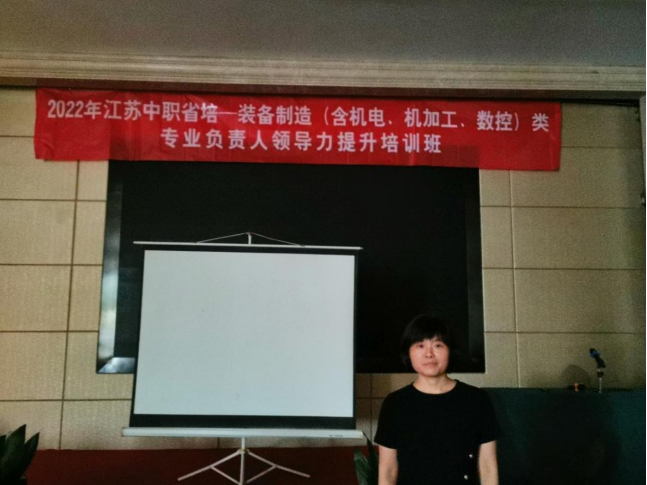 2022年江苏中职省培—装备制造（含机电、机加工、数控）类
专业负责人领导力提升培训班